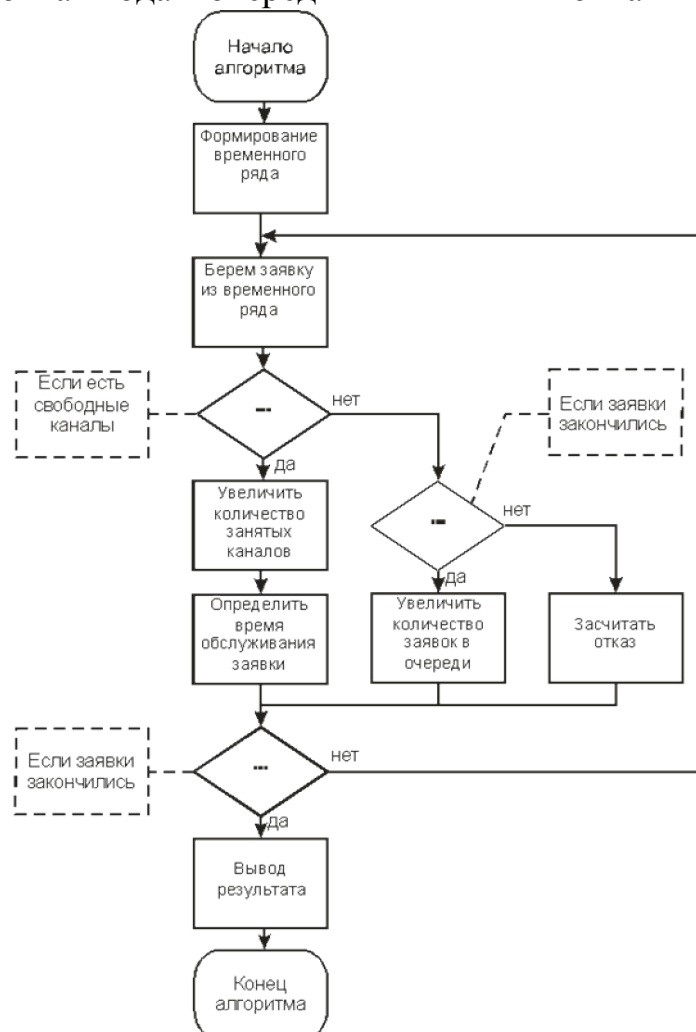 Начало
алгоритма
Формирование
временного
ряда
Берем заявку
из временного
ряда
Если есть
свободные
каналы
нет
Если заявки
закончились
да
Увеличить
количество
занятых
каналов
нет
да
Определить
время
обслуживания
заявки
Увеличить
количество
заявок в
очереди
Засчитать
отказ
Если заявки
закончились
нет
да
Вывод
результата
Конец
алгоритма